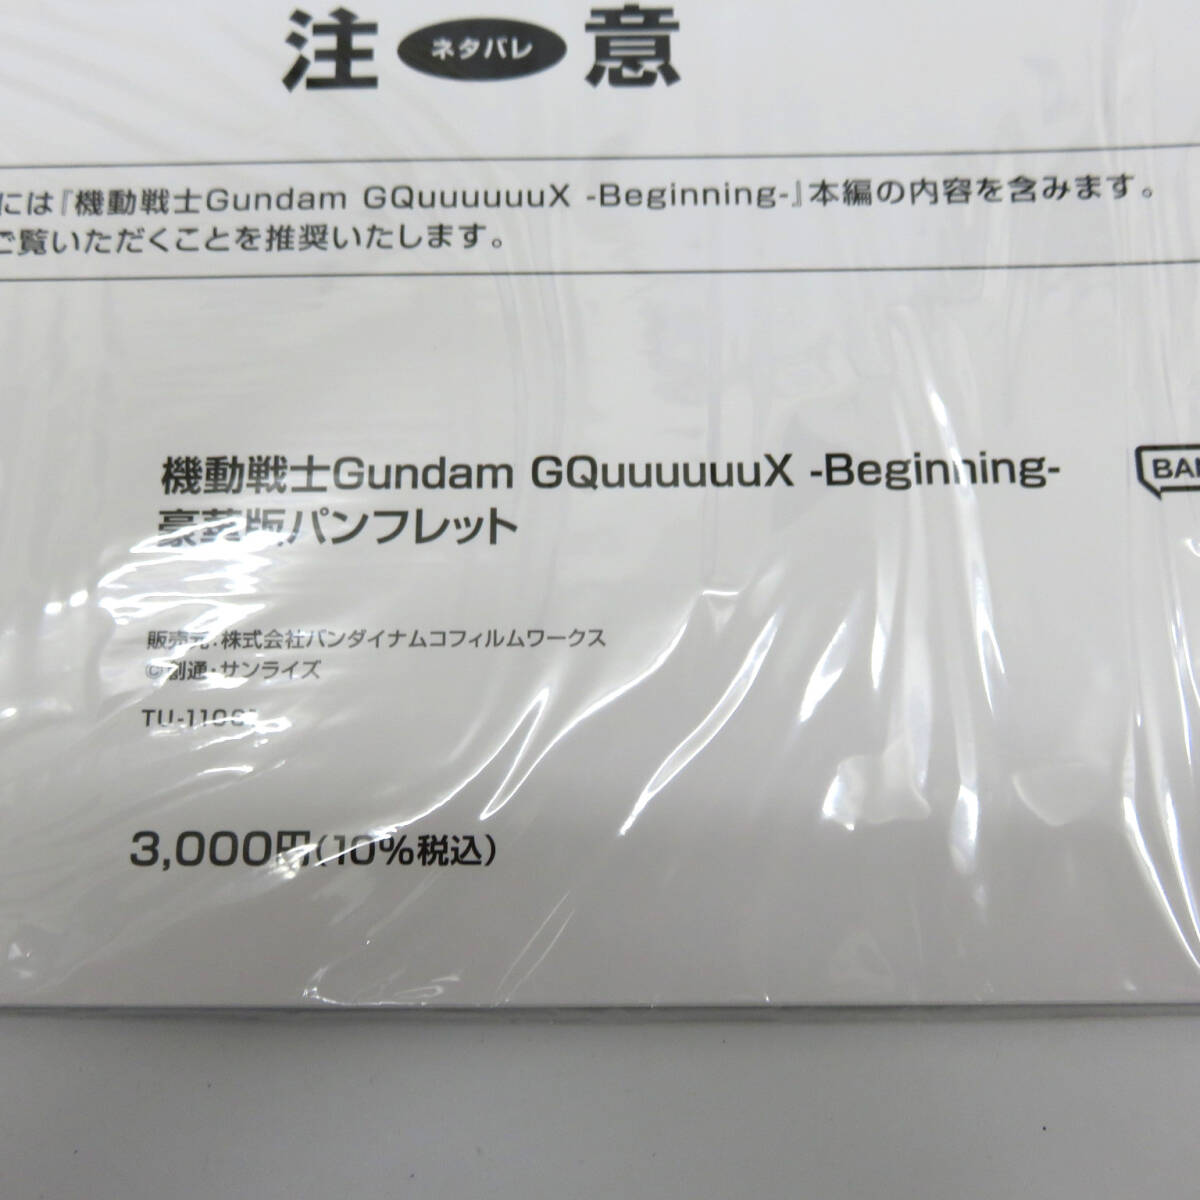 注 ネタバレ 意
には『機動戦士Gundam GQuuuuuuX -Beginning-』本編の内容を含みます。
ご覧いただくことを推奨いたします。
機動戦士Gundam GQuuuuuuX -Beginning-
豪華版パンフレット
BAN
販売元:株式会社バンダイナムコフィルムワークス
©創通・サンライズ
3,000円(10%税込)